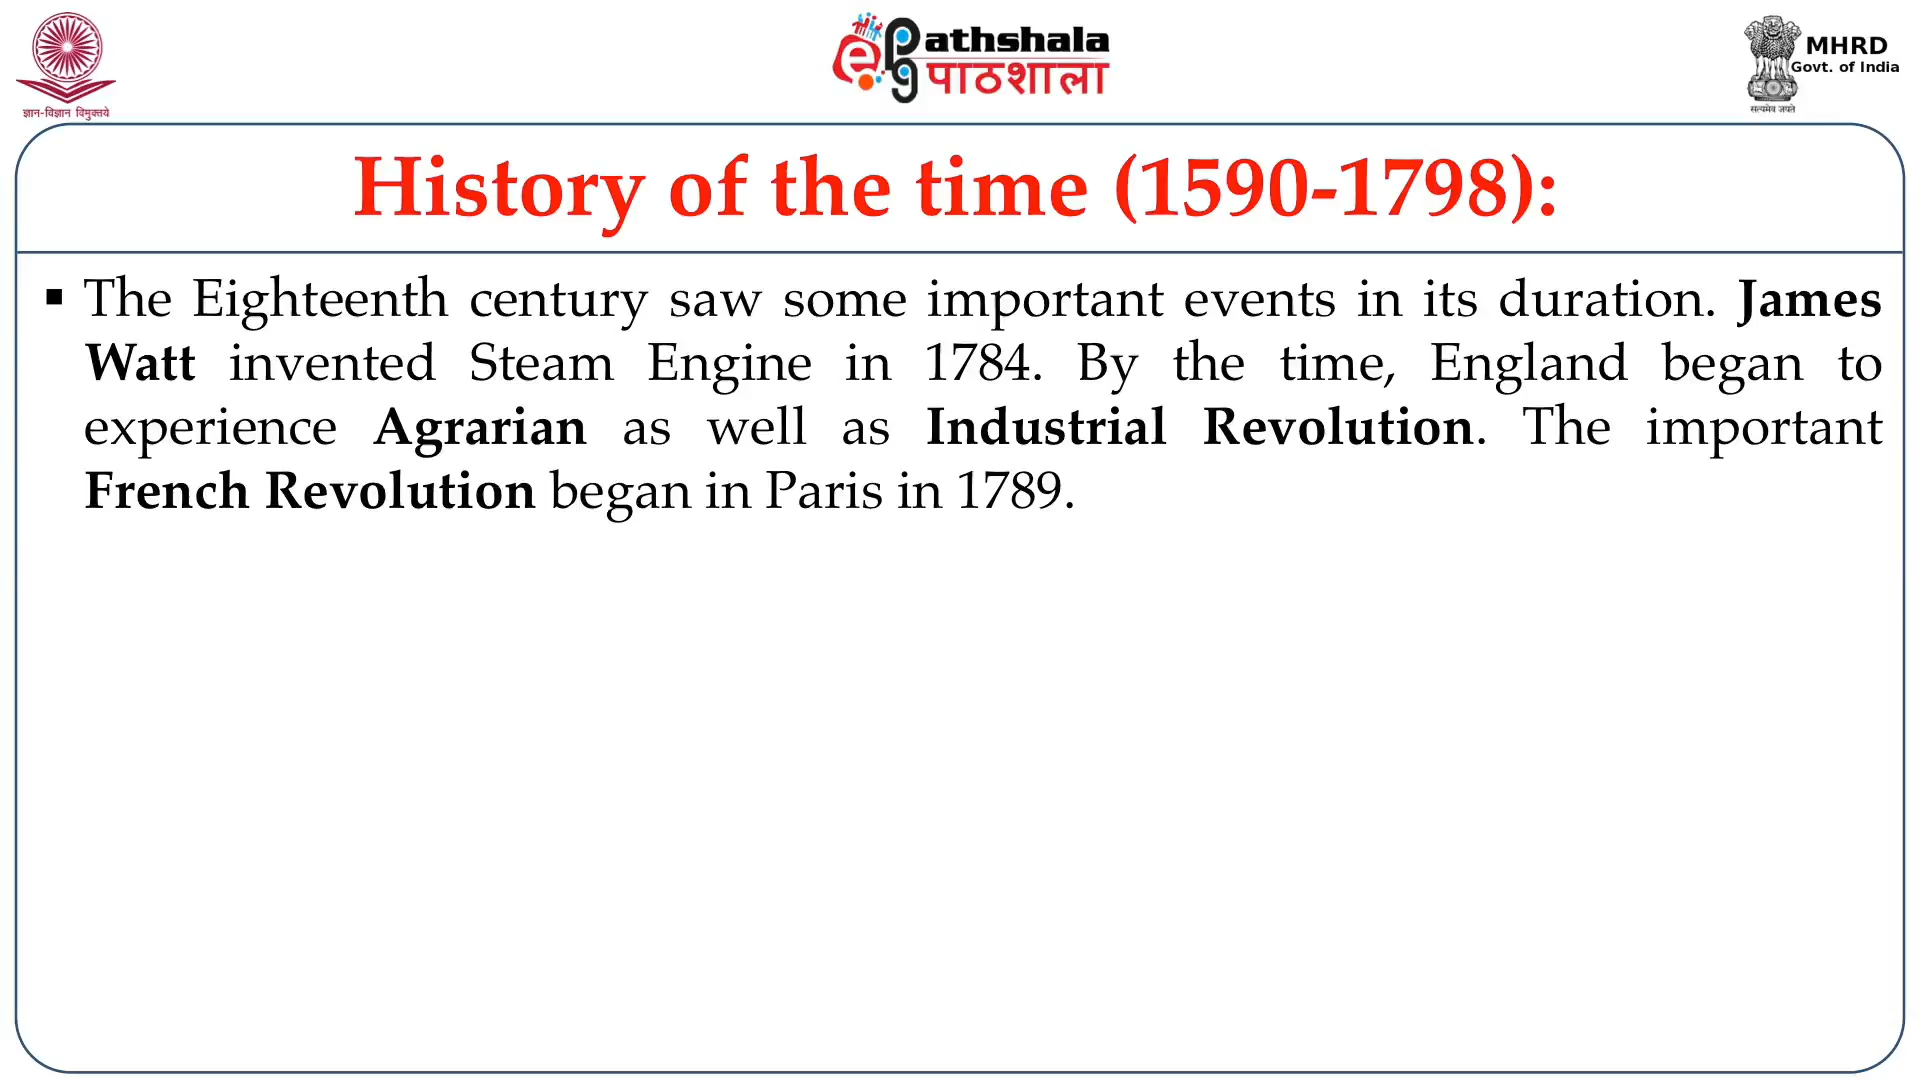 ज्ञान-विज्ञान विमुक्तये
e Pg Pathshala
पाठशाला
MHRD
Govt. of India
सत्यमेव जयते
History of the time (1590-1798):
▪ The Eighteenth century saw some important events in its duration. James
Watt invented Steam Engine in 1784. By the time, England began to
experience Agrarian as well as Industrial Revolution. The important
French Revolution began in Paris in 1789.